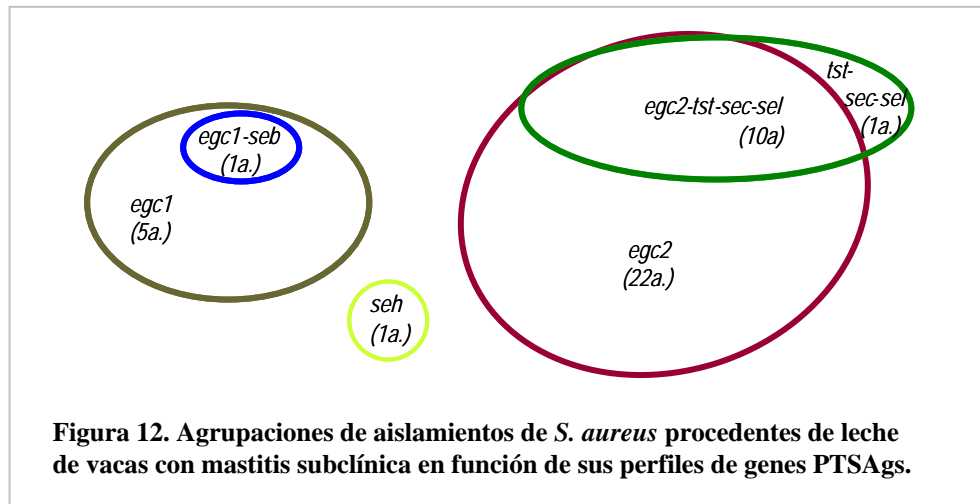 egc1-seb
(1a.)
egc1
(5a.)
seh
(1a.)
egc2-tst-sec-sel
(10a)
tst-
sec-sel
(1a.)
egc2
(22a.)
Figura 12. Agrupaciones de aislamientos de S. aureus procedentes de leche
de vacas con mastitis subclínica en función de sus perfiles de genes PTSAgs.